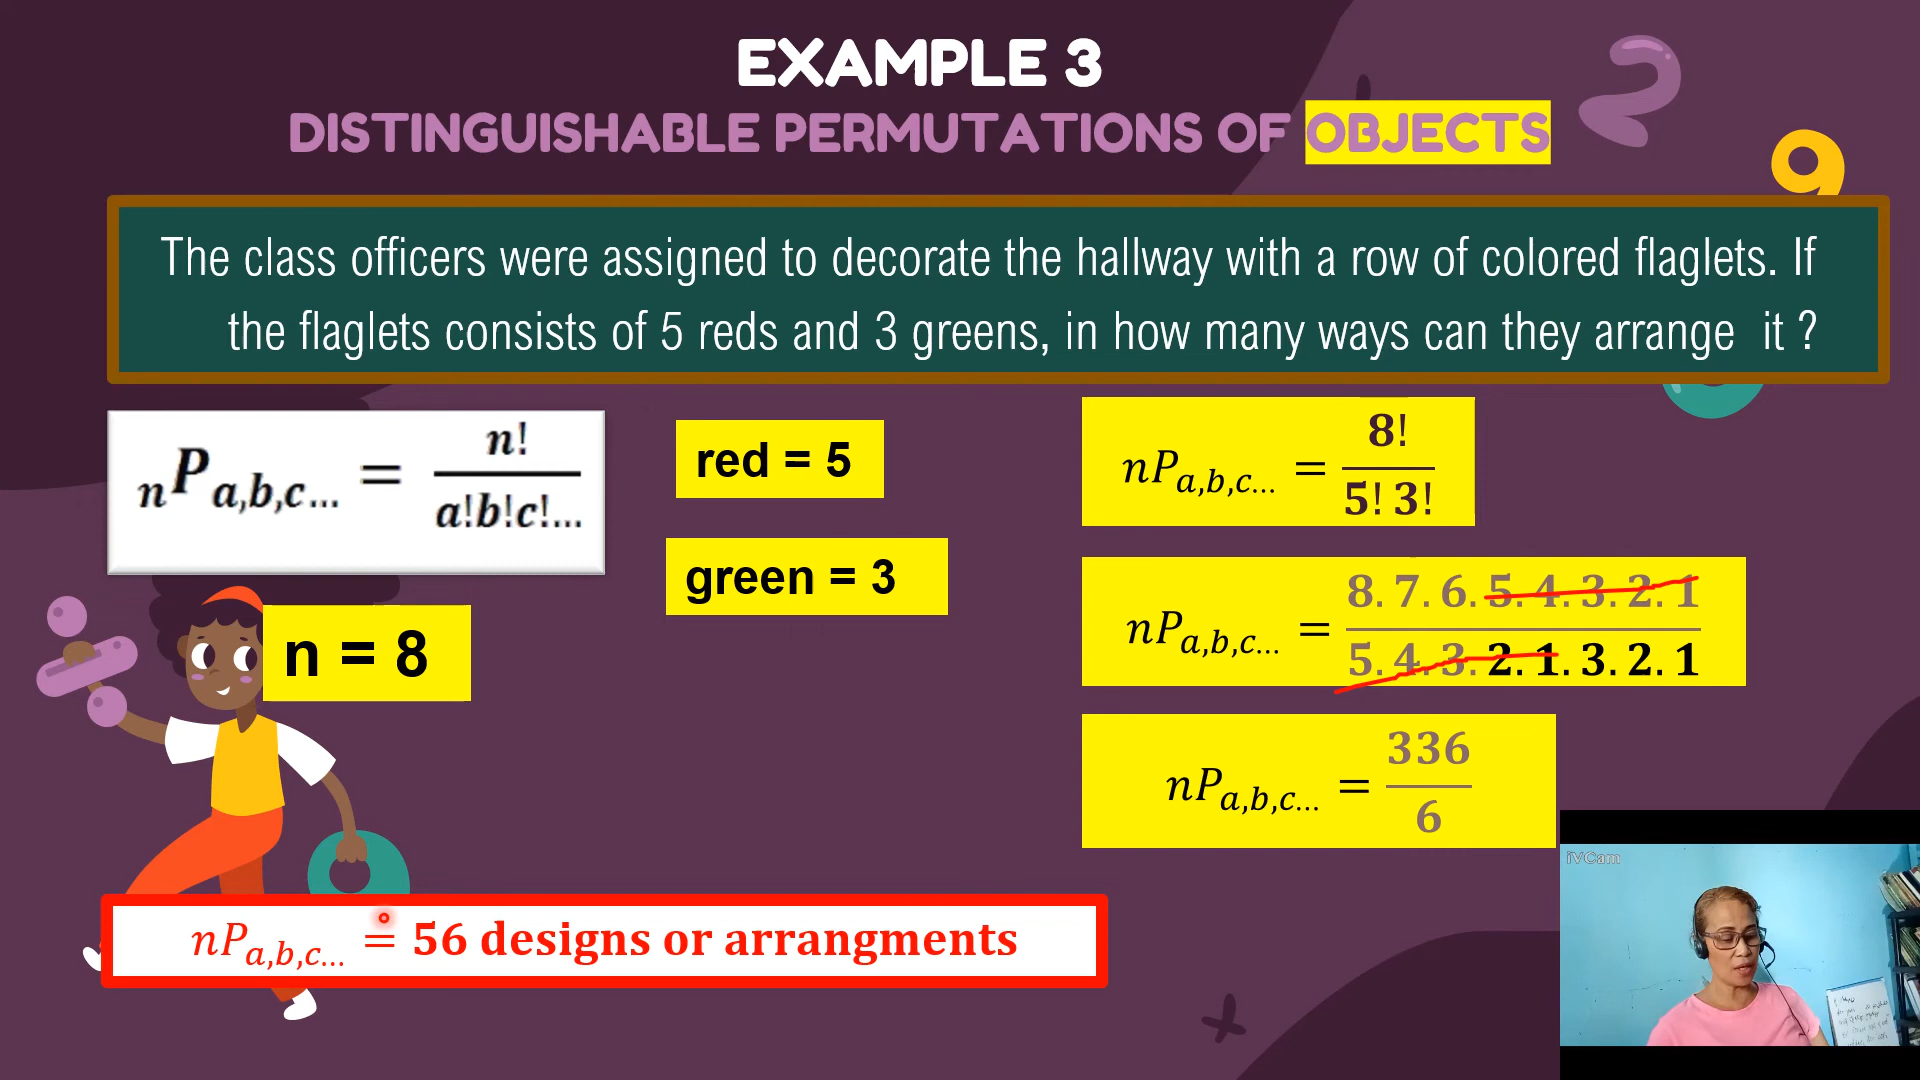 EXAMPLE 3
DISTINGUISHABLE PERMUTATIONS OF OBJECTS
The class officers were assigned to decorate the hallway with a row of colored flaglets. If
the flaglets consists of 5 reds and 3 greens, in how many ways can they arrange it ?
nPa,b,c... = n! / a!b!c!...
red = 5
green = 3
n = 8
nPa,b,c... = 8! / 5! 3!
nPa,b,c... = 8.7.6.5.4.3.2.1 / 5.4.3.2.1.3.2.1
nPa,b,c... = 336 / 6
nPa,b,c... = 56 designs or arrangments
iVCam
2
9